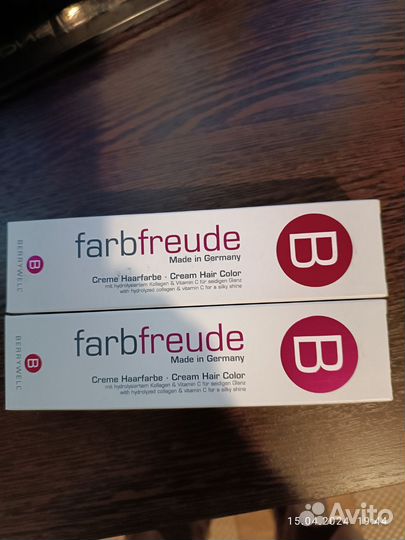 BERRYWELL
B
farbfreude
Made in Germany
Creme Haarfarbe · Cream Hair Color
mit hydrolysiertem Kollagen & Vitamin C für seidigen Glanz
with hydrolyzed collagen & vitamin C for a silky shine
B
BERRYWELL
B
farbfreude
Made in Germany
Creme Haarfarbe · Cream Hair Color
mit hydrolysiertem Kollagen & Vitamin C für seidigen Glanz
with hydrolyzed collagen & vitamin C for a silky shine
B
Avito
15.04.2024 19:44